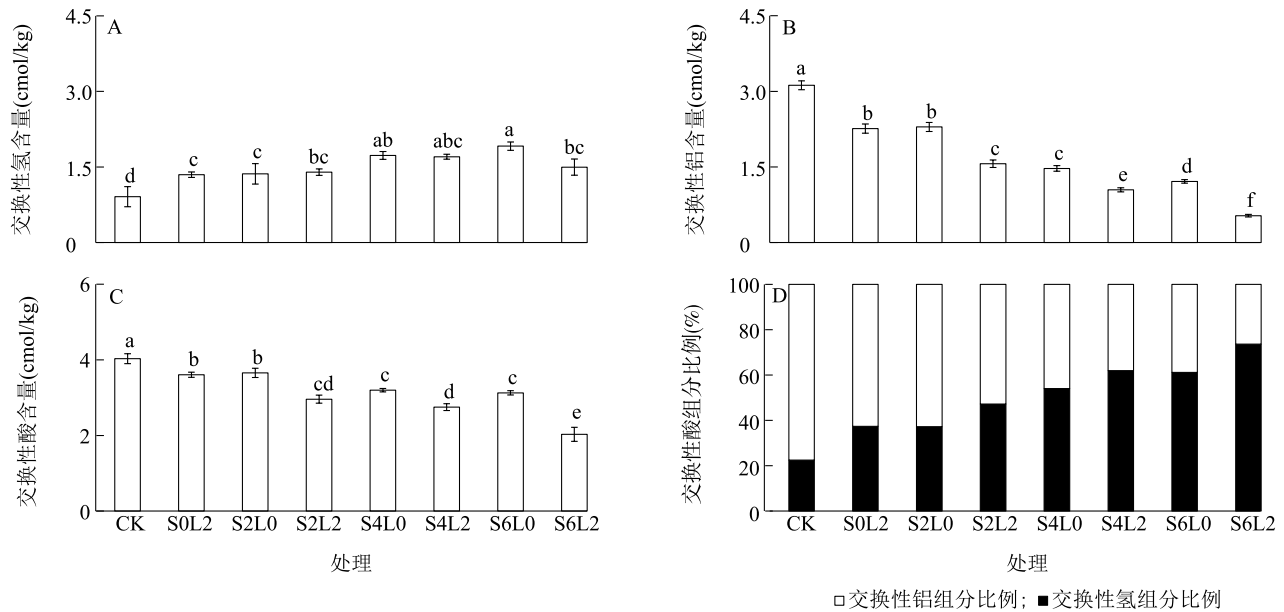 A
交换性氢含量(cmol/kg)
4.5
3.0
1.5
0
d
c
c
bc
ab
abc
a
bc
B
交换性铝含量(cmol/kg)
4.5
3.0
1.5
0
a
b
b
c
c
e
d
f
C
交换性酸含量(cmol/kg)
6
4
2
0
a
b
b
cd
c
d
c
e
CK S0L2 S2L0 S2L2 S4L0 S4L2 S6L0 S6L2
处理
D
交换性酸组分比例(%)
100
80
60
40
20
0
CK S0L2 S2L0 S2L2 S4L0 S4L2 S6L0 S6L2
处理
交换性铝组分比例; 交换性氢组分比例